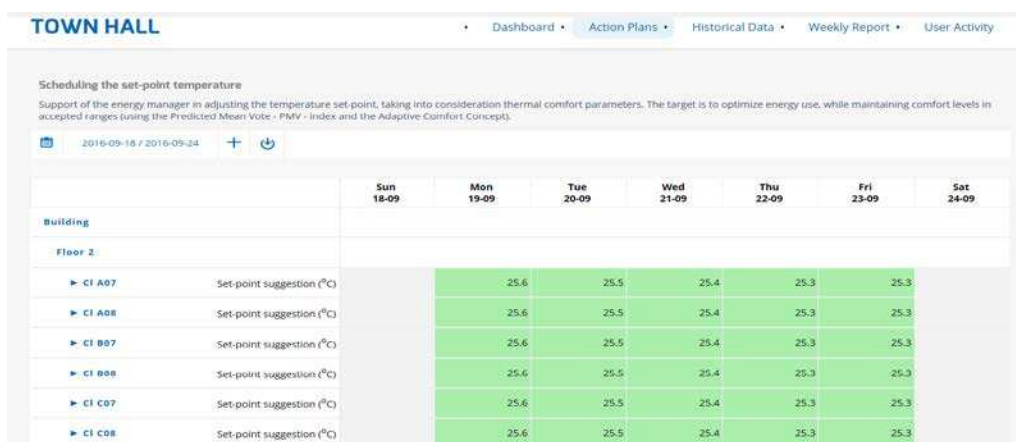 TOWN HALL
• Dashboard • Action Plans • Historical Data • Weekly Report • User Activity
Scheduling the set-point temperature
Support of the energy manager in adjusting the temperature set-point, taking into consideration thermal comfort parameters. The target is to optimize energy use, while maintaining comfort levels in
accepted ranges (using the Predicted Mean Vote - PMV - index and the Adaptive Comfort Concept).
2016-09-18 / 2016-09-24
Sun Mon Tue Wed Thu Fri Sat
18-09 19-09 20-09 21-09 22-09 23-09 24-09
Building
Floor 2
► Cl A07 Set-point suggestion (°C) 25.6 25.5 25.4 25.3 25.3
► Cl A08 Set-point suggestion (°C) 25.6 25.5 25.4 25.3 25.3
► Cl B07 Set-point suggestion (°C) 25.6 25.5 25.4 25.3 25.3
► Cl B08 Set-point suggestion (°C) 25.6 25.5 25.4 25.3 25.3
► Cl C07 Set-point suggestion (°C) 25.6 25.5 25.4 25.3 25.3
► Cl C08 Set-point suggestion (°C) 25.6 25.5 25.4 25.3 25.3